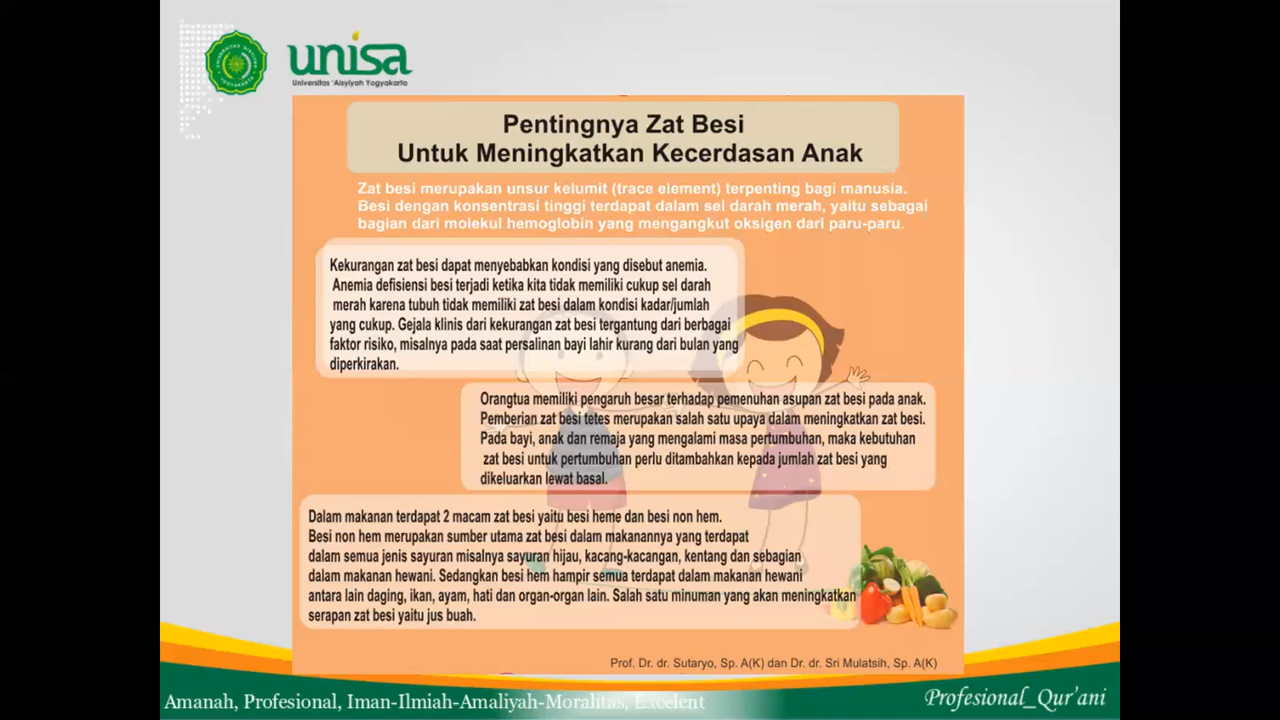 unisa
Universitas 'Aisyiyah Yogyakarta
Pentingnya Zat Besi
Untuk Meningkatkan Kecerdasan Anak
Zat besi merupakan unsur kelumit (trace element) terpenting bagi manusia.
Besi dengan konsentrasi tinggi terdapat dalam sel darah merah, yaitu sebagai
bagian dari molekul hemoglobin yang mengangkut oksigen dari paru-paru.
Kekurangan zat besi dapat menyebabkan kondisi yang disebut anemia.
Anemia defisiensi besi terjadi ketika kita tidak memiliki cukup sel darah
merah karena tubuh tidak memiliki zat besi dalam kondisi kadar/jumlah
yang cukup. Gejala klinis dari kekurangan zat besi tergantung dari berbagai
faktor risiko, misalnya pada saat persalinan bayi lahir kurang dari bulan yang
diperkirakan.
Orangtua memiliki pengaruh besar terhadap pemenuhan asupan zat besi pada anak.
Pemberian zat besi tetes merupakan salah satu upaya dalam meningkatkan zat besi.
Pada bayi, anak dan remaja yang mengalami masa pertumbuhan, maka kebutuhan
zat besi untuk pertumbuhan perlu ditambahkan kepada jumlah zat besi yang
dikeluarkan lewat basal.
Dalam makanan terdapat 2 macam zat besi yaitu besi heme dan besi non hem.
Besi non hem merupakan sumber utama zat besi dalam makanannya yang terdapat
dalam semua jenis sayuran misalnya sayuran hijau, kacang-kacangan, kentang dan sebagian
dalam makanan hewani. Sedangkan besi hem hampir semua terdapat dalam makanan hewani
antara lain daging, ikan, ayam, hati dan organ-organ lain. Salah satu minuman yang akan meningkatkan
serapan zat besi yaitu jus buah.
Prof. Dr. dr. Sutaryo, Sp. A(K) dan Dr. dr. Sri Mulatsih, Sp. A(K)
Amanah, Profesional, Iman-Ilmiah-Amaliyah-Moralitas, Excelent
Profesional_Qur'ani